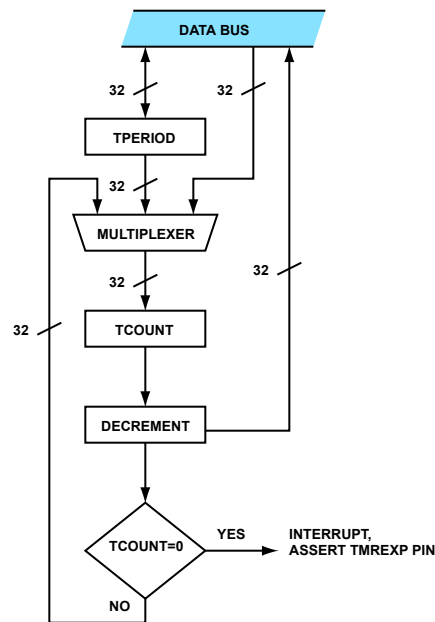 DATA BUS
32
32
TPERIOD
32
MULTIPLEXER
32
32
32
TCOUNT
DECREMENT
TCOUNT=0
YES
INTERRUPT,
ASSERT TMREXP PIN
NO